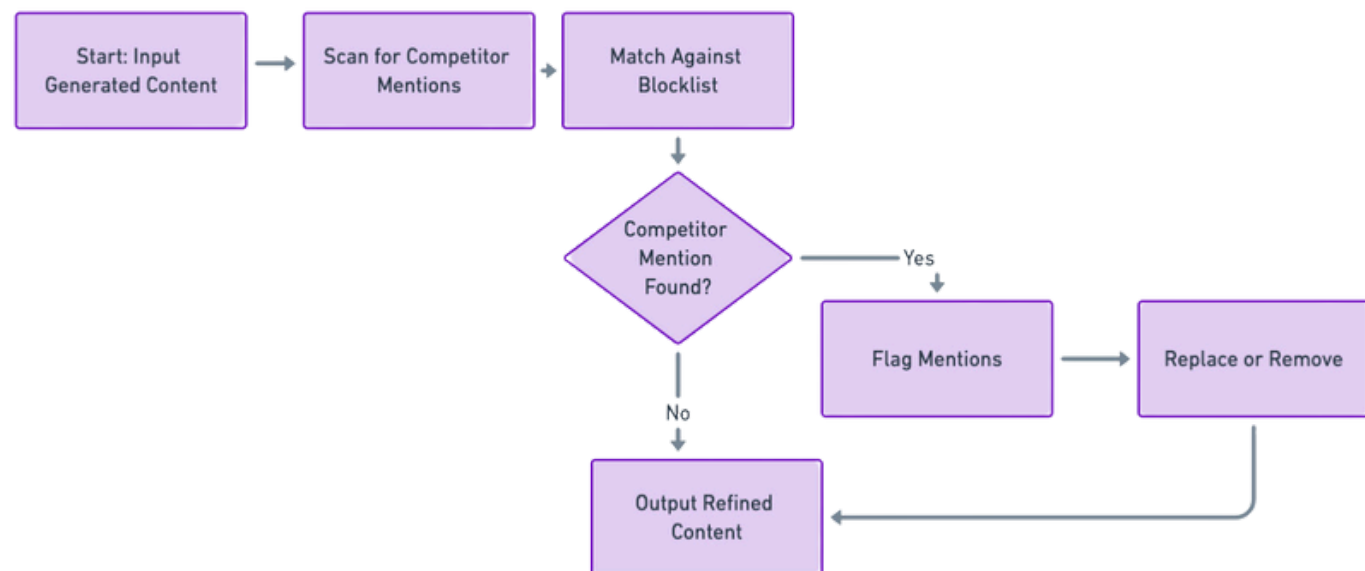 Start: Input
Generated Content
Scan for Competitor
Mentions
Match Against
Blocklist
Competitor
Mention
Found?
Yes
Flag Mentions
Replace or Remove
No
Output Refined
Content